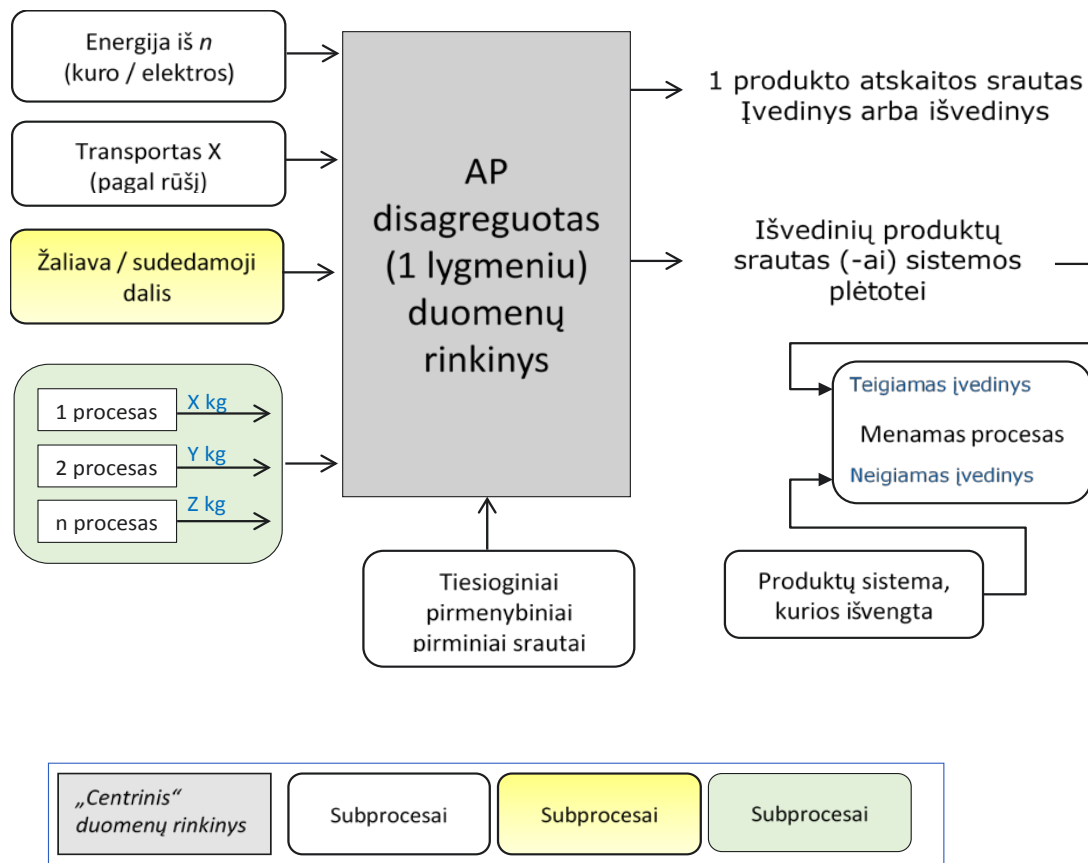 Energija iš n
(kuro / elektros)
Transportas X
(pagal rūšį)
Žaliava / sudedamoji
dalis
1 procesas
X kg
2 procesas
Y kg
n procesas
Z kg
AP
disagreguotas
(1 lygmeniu)
duomenų
rinkinys
Tiesioginiai
pirmenybiniai
pirminiai srautai
1 produkto atskaitos srautas
Įvedinys arba išvedinys
Išvedinių produktų
srautas (-ai) sistemos
plėtotei
Teigiamas įvedinys
Menamas procesas
Neigiamas įvedinys
Produktų sistema,
kurios išvengta
„Centrinis“
duomenų rinkinys
Subprocesai
Subprocesai
Subprocesai